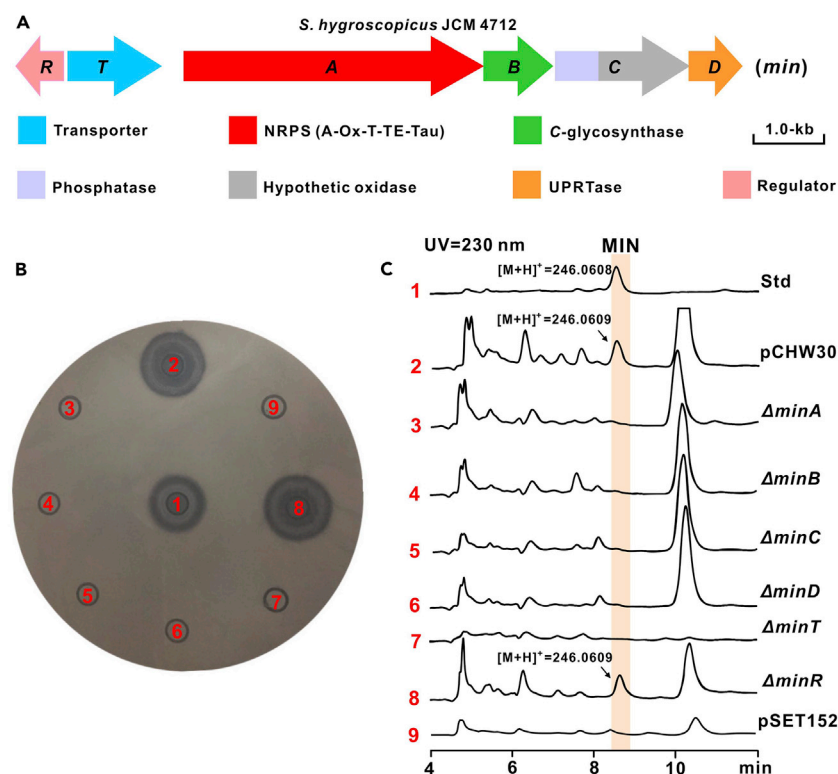 A
S. hygroscopicus JCM 4712
R T A B C D (min)
Transporter NRPS (A-Ox-T-TE-Tau) C-glycosynthase 1.0-kb
Phosphatase Hypothetic oxidase UPRTase Regulator
B
2
3
9
4
1
8
5
7
6
C
UV=230 nm MIN
[M+H]+=246.0608
1 Std
[M+H]+=246.0609
2 pCHW30
3 ΔminA
4 ΔminB
5 ΔminC
6 ΔminD
7 ΔminT
[M+H]+=246.0609
8 ΔminR
9 pSET152
4 6 8 10 min